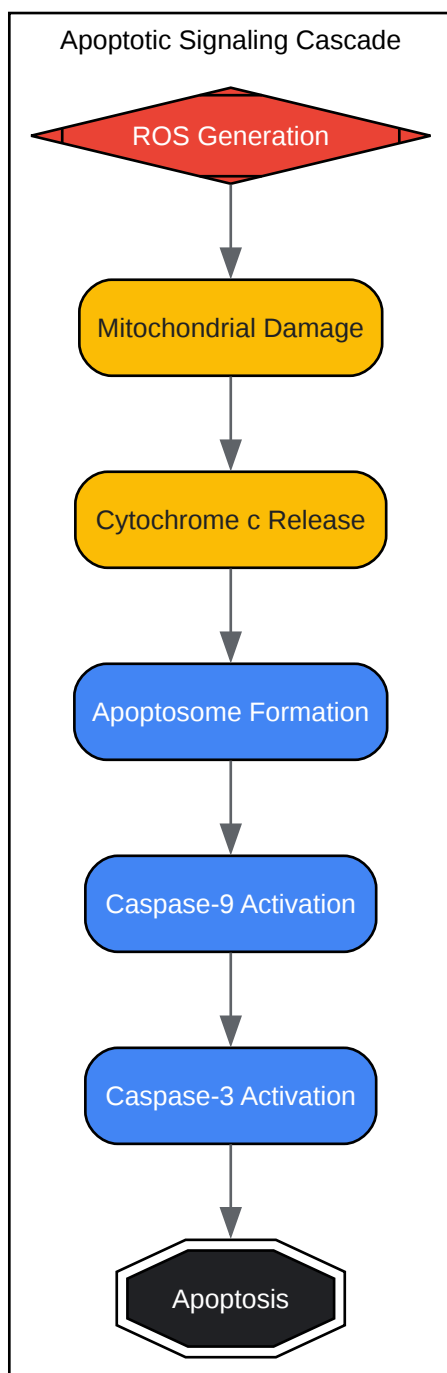 Apoptotic Signaling Cascade
ROS Generation
Mitochondrial Damage
Cytochrome c Release
Apoptosome Formation
Caspase-9 Activation
Caspase-3 Activation
Apoptosis